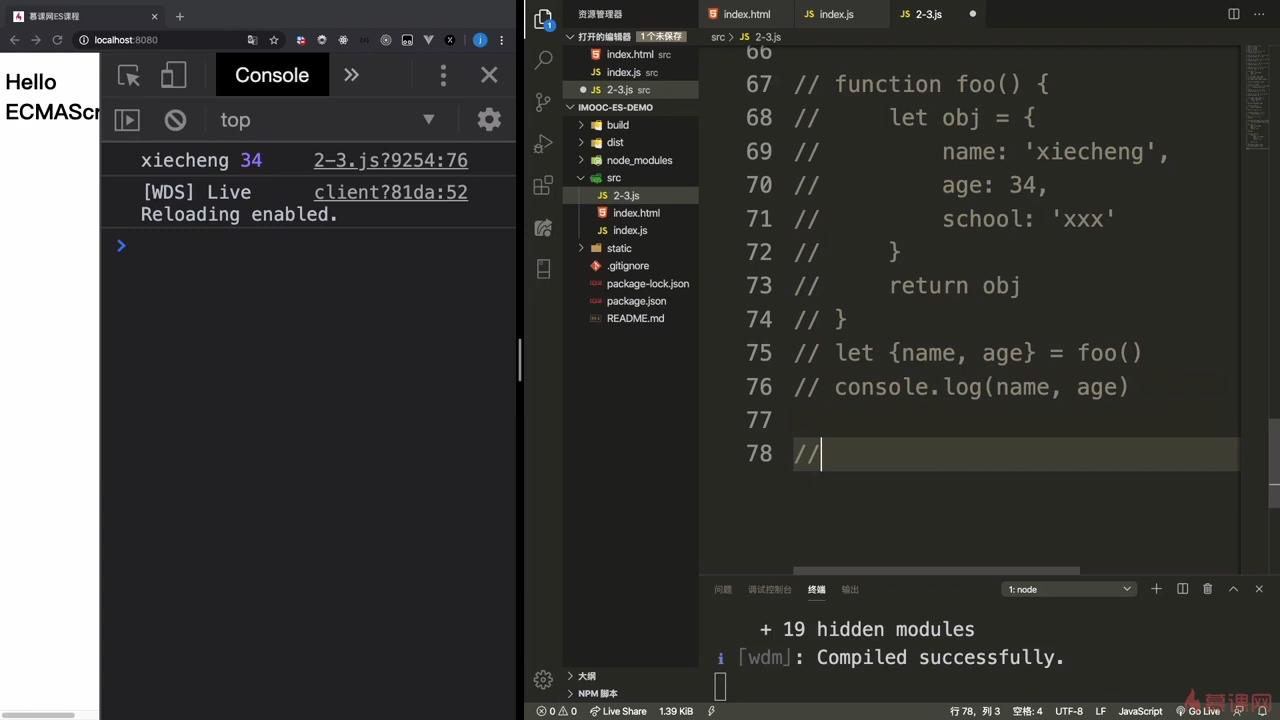 慕课网ES课程
localhost:8080
Hello
ECMAScr
Console
top
xiecheng 34 2-3.js?9254:76
[WDS] Live client?81da:52
Reloading enabled.
资源管理器
打开的编辑器 1 个未保存
index.html src
index.js src
2-3.js src
IMOOC-ES-DEMO
build
dist
node_modules
src
2-3.js
index.html
index.js
static
.gitignore
package-lock.json
package.json
README.md
大纲
NPM 脚本
index.html
index.js
2-3.js
src > 2-3.js
66
67 // function foo() {
68 //     let obj = {
69 //         name: 'xiecheng',
70 //         age: 34,
71 //         school: 'xxx'
72 //     }
73 //     return obj
74 // }
75 // let {name, age} = foo()
76 // console.log(name, age)
77
78 //
问题 调试控制台 终端 输出 1: node
+ 19 hidden modules
ℹ ｢wdm｣: Compiled successfully.
0 0 Live Share 1.39 KiB 行 78, 列 3 空格: 4 UTF-8 LF JavaScript Go Live
慕课网